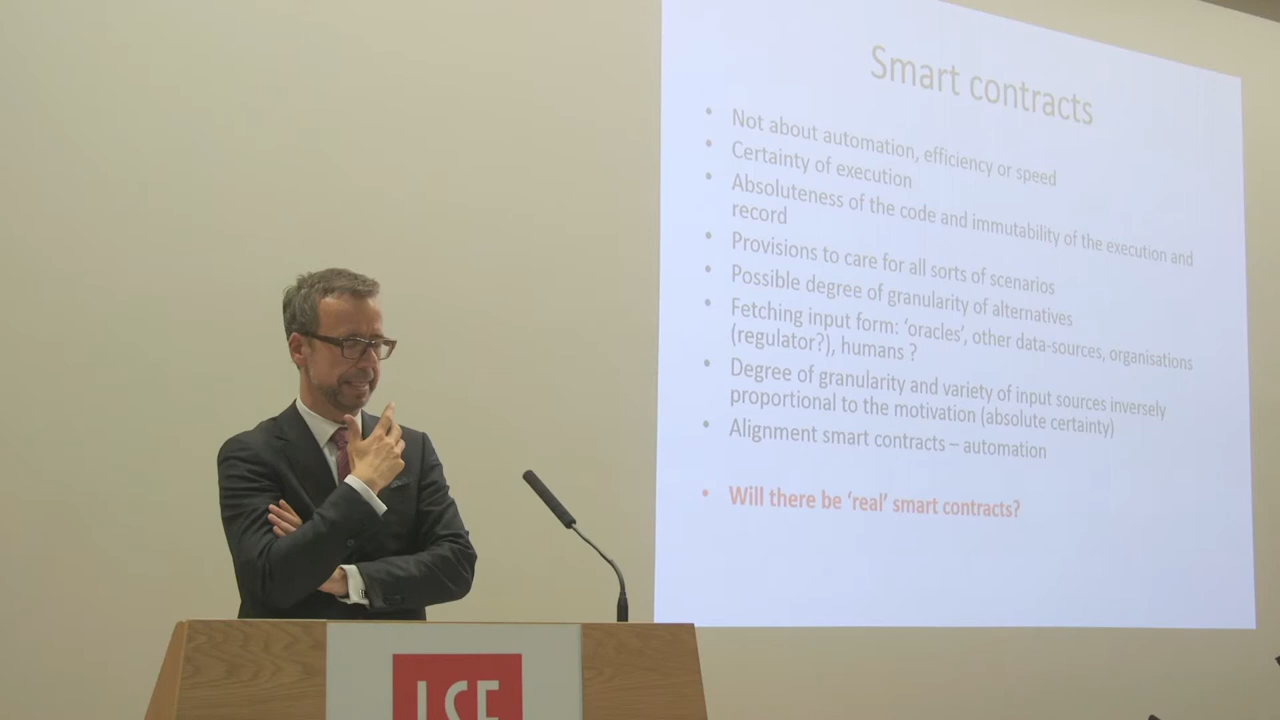 Smart contracts
• Not about automation, efficiency or speed
• Certainty of execution
• Absoluteness of the code and immutability of the execution and
record
• Provisions to care for all sorts of scenarios
• Possible degree of granularity of alternatives
• Fetching input form: ‘oracles’, other data-sources, organisations
(regulator?), humans ?
• Degree of granularity and variety of input sources inversely
proportional to the motivation (absolute certainty)
• Alignment smart contracts – automation
• Will there be ‘real’ smart contracts?
LSE